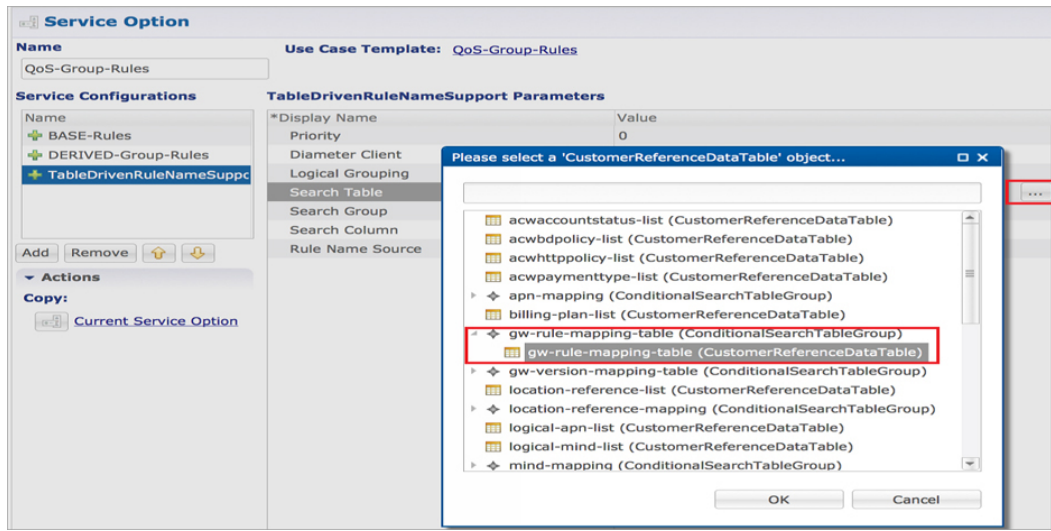 Service Option
Name
Use Case Template: QoS-Group-Rules
QoS-Group-Rules
Service Configurations
TableDrivenRuleNameSupport Parameters
Name
*Display Name Value
BASE-Rules
Priority 0
DERIVED-Group-Rules
Diameter Client
TableDrivenRuleNameSuppo
Logical Grouping
Search Table
...
Search Group
Search Column
Rule Name Source
Add Remove
Actions
Copy:
Current Service Option
Please select a 'CustomerReferenceDataTable' object...
acwaccountstatus-list (CustomerReferenceDataTable)
acwbdpolicy-list (CustomerReferenceDataTable)
acwhttppolicy-list (CustomerReferenceDataTable)
acwpaymenttype-list (CustomerReferenceDataTable)
apn-mapping (ConditionalSearchTableGroup)
billing-plan-list (CustomerReferenceDataTable)
gw-rule-mapping-table (ConditionalSearchTableGroup)
gw-rule-mapping-table (CustomerReferenceDataTable)
gw-version-mapping-table (ConditionalSearchTableGroup)
location-reference-list (CustomerReferenceDataTable)
location-reference-mapping (ConditionalSearchTableGroup)
logical-apn-list (CustomerReferenceDataTable)
logical-mind-list (CustomerReferenceDataTable)
mind-mapping (ConditionalSearchTableGroup)
OK Cancel